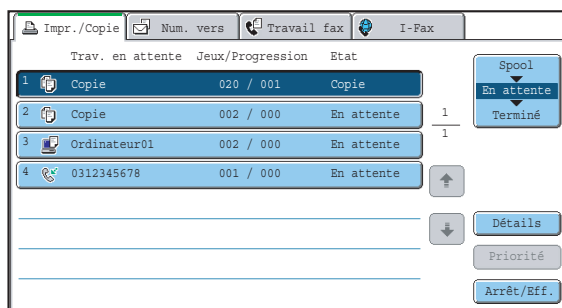 Impr./Copie Num. vers Travail fax I-Fax
Trav. en attente Jeux/Progression Etat
1 Copie 020 / 001 Copie
2 Copie 002 / 000 En attente
3 Ordinateur01 002 / 000 En attente
4 0312345678 001 / 000 En attente
1
1
Spool
En attente
Terminé
Détails
Priorité
Arrêt/Eff.